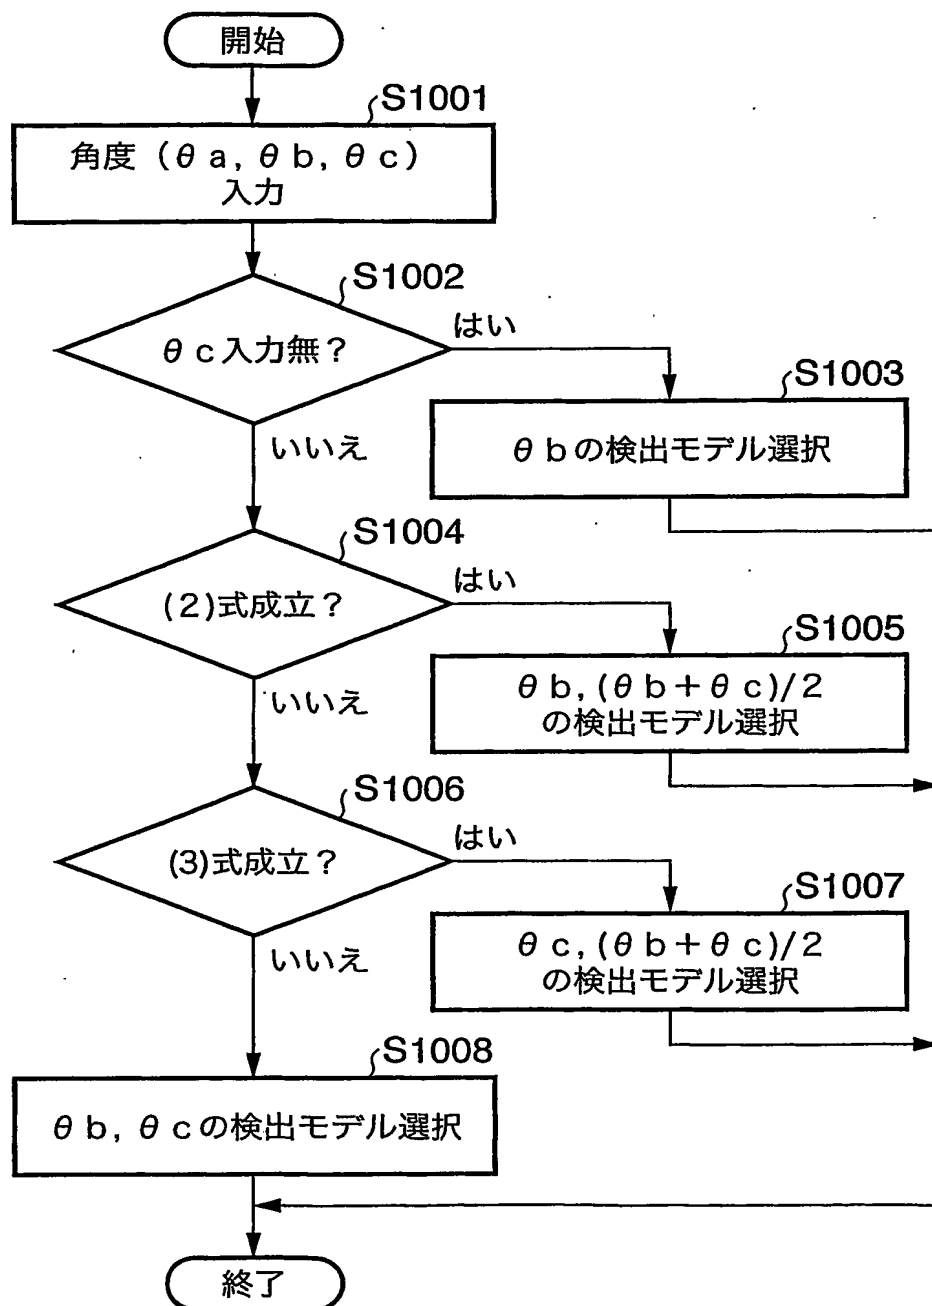 開始
S1001
角度（θa, θb, θc）
入力
S1002
θc入力無？
はい
いいえ
S1003
θbの検出モデル選択
S1004
(2)式成立？
はい
いいえ
S1005
θb, (θb＋θc)/2
の検出モデル選択
S1006
(3)式成立？
はい
いいえ
S1007
θc, (θb＋θc)/2
の検出モデル選択
S1008
θb, θcの検出モデル選択
終了